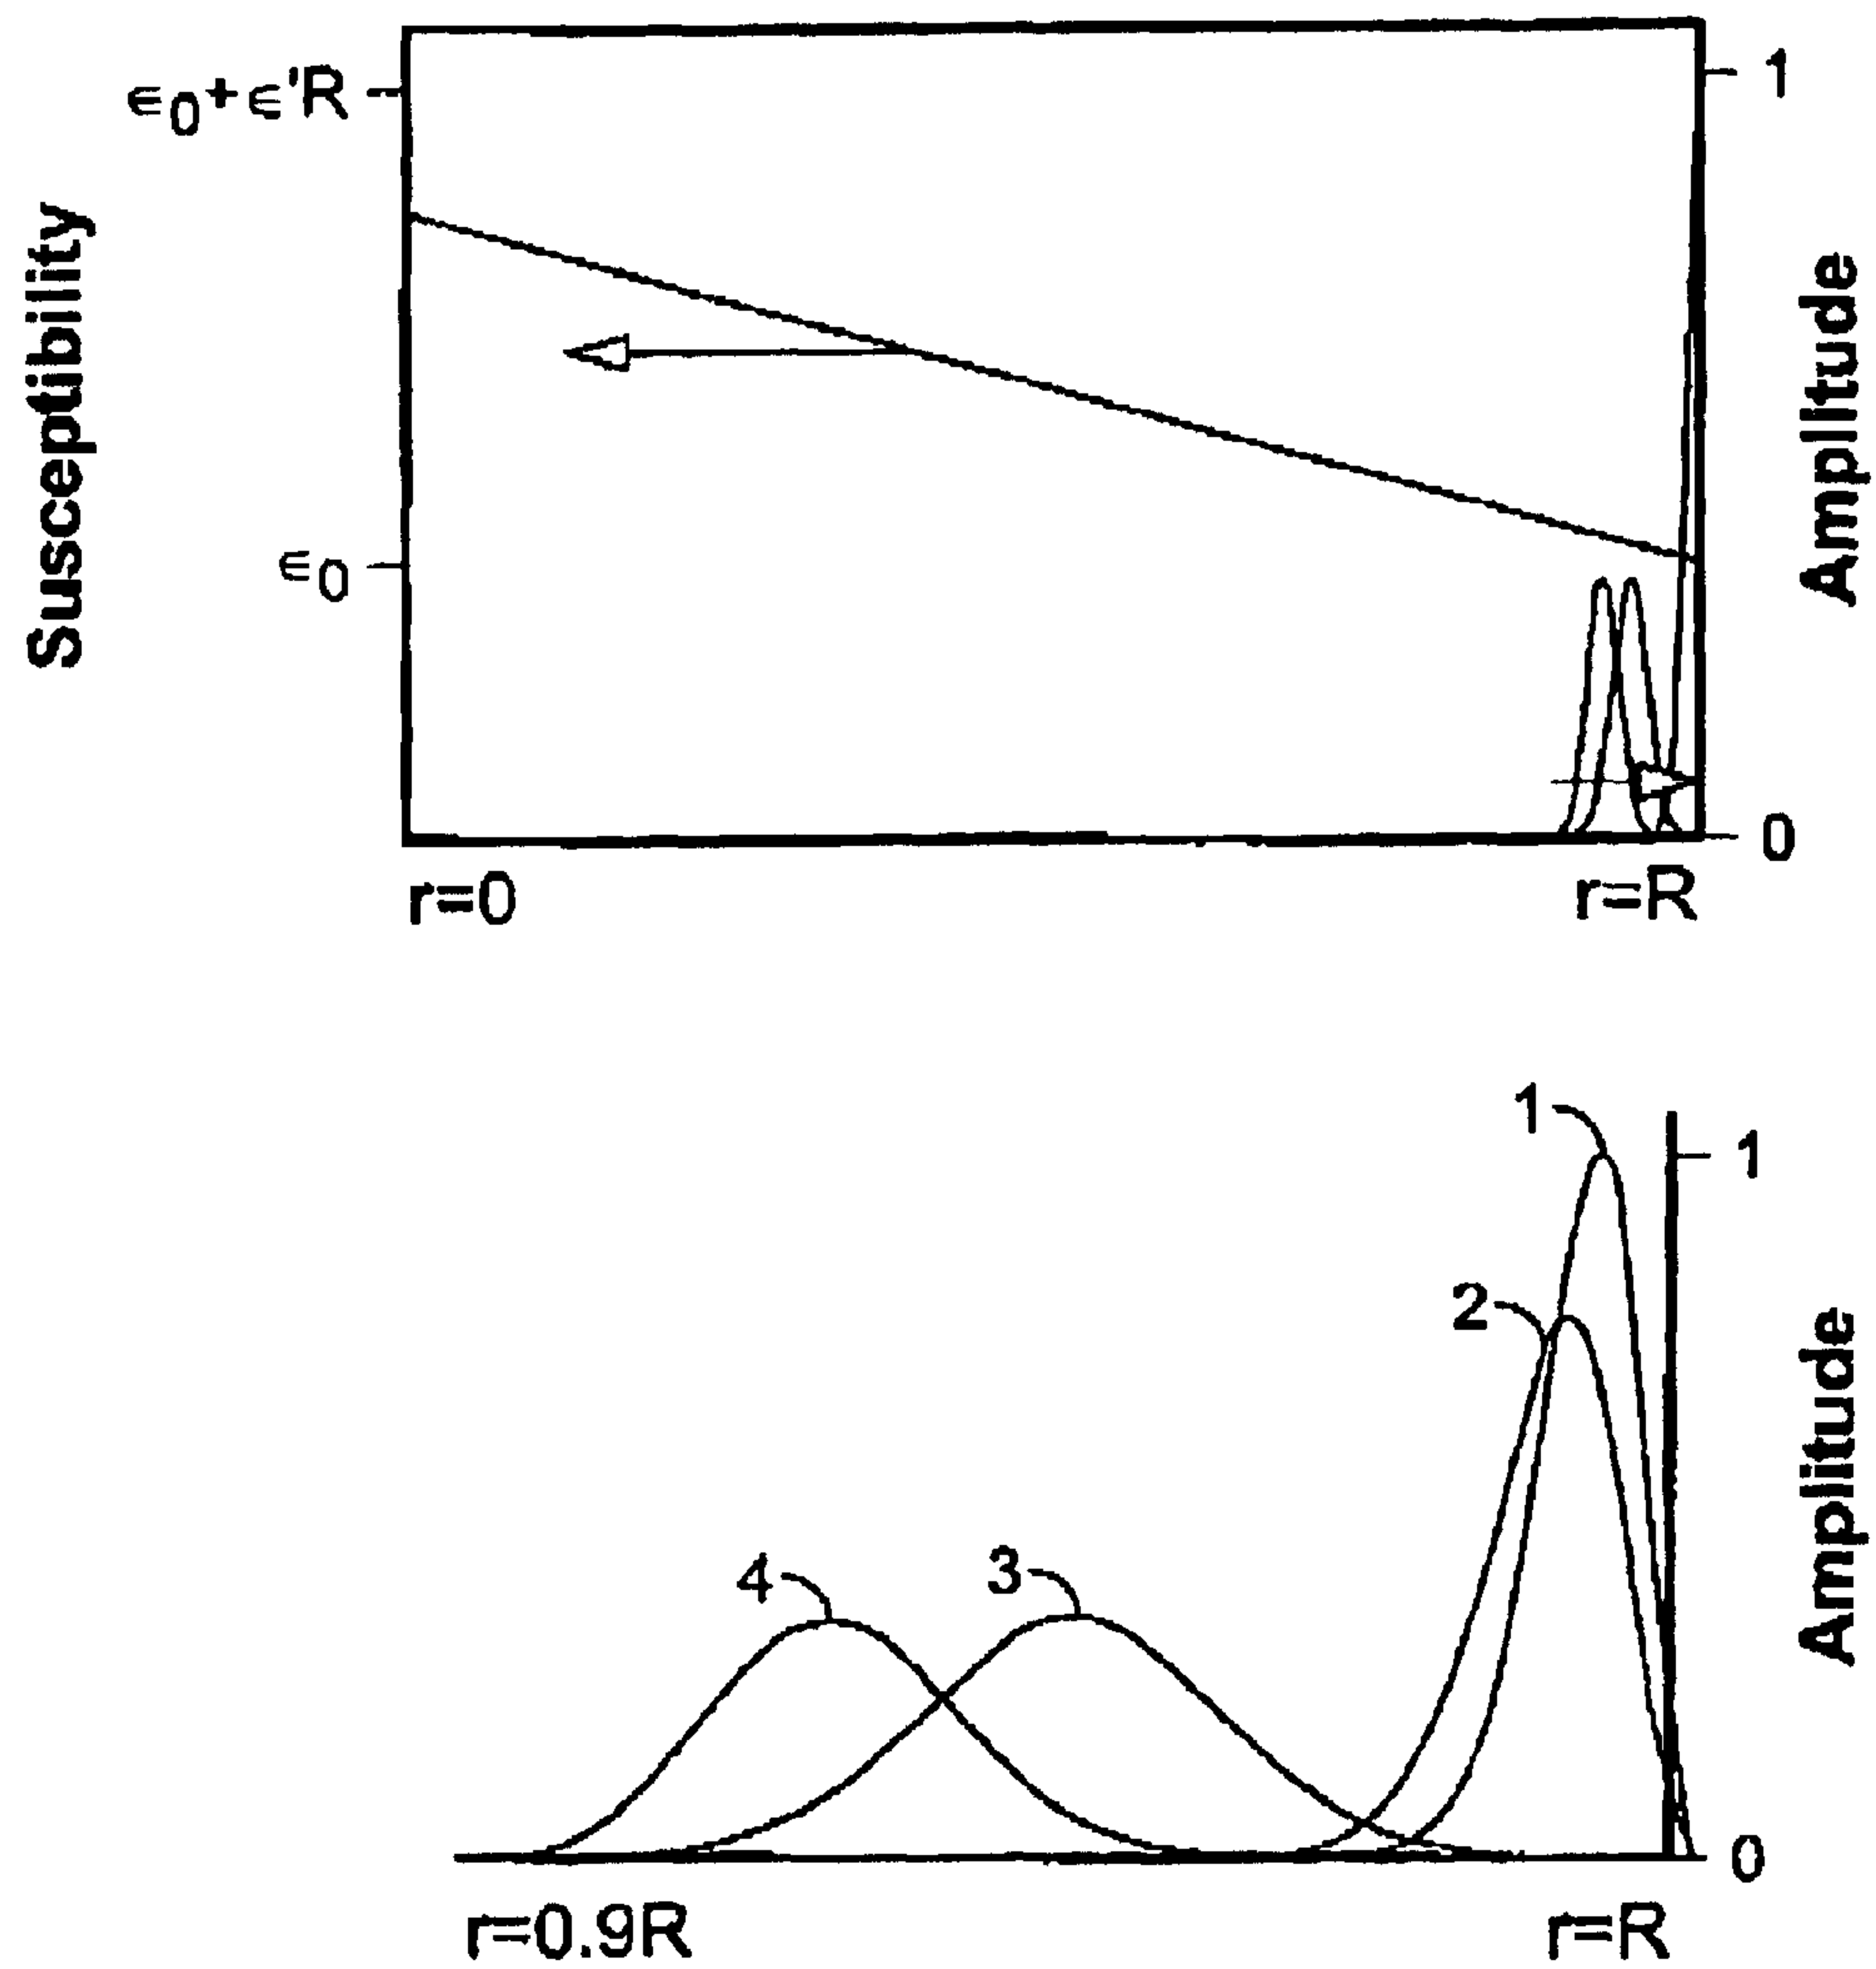 Susceptibility
ϵ0+ϵ'R
ϵ0
1
Amplitude
0
r=0
r=R
1
2
3
4
1
Amplitude
0
r=0.9R
r=R